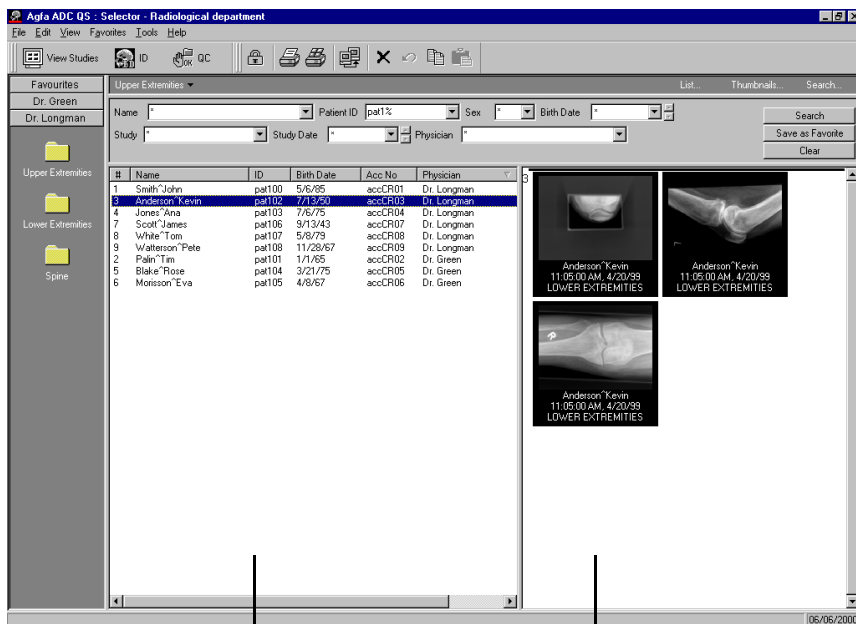 Agfa ADC QS : Selector - Radiological department
File Edit View Favorites Tools Help
View Studies ID OK QC
Favourites
Dr. Green
Dr. Longman
Upper Extremities
Lower Extremities
Spine
Upper Extremities List... Thumbnails... Search...
Name * Patient ID pat1% Sex * Birth Date * Search
Study * Study Date * Physician * Save as Favorite
Clear
# Name ID Birth Date Acc No Physician
1 Smith^John pat100 5/6/85 accCR01 Dr. Longman
3 Anderson^Kevin pat102 7/13/50 accCR03 Dr. Longman
4 Jones^Ana pat103 7/6/75 accCR04 Dr. Longman
7 Scott^James pat106 9/13/43 accCR07 Dr. Longman
8 White^Tom pat107 5/8/79 accCR08 Dr. Longman
9 Watterson^Pete pat108 11/28/67 accCR09 Dr. Longman
2 Palin^Tim pat101 1/1/65 accCR02 Dr. Green
5 Blake^Rose pat104 3/21/75 accCR05 Dr. Green
6 Morisson^Eva pat105 4/8/67 accCR06 Dr. Green
3
Anderson^Kevin
11:05:00 AM, 4/20/99
LOWER EXTREMITIES
Anderson^Kevin
11:05:00 AM, 4/20/99
LOWER EXTREMITIES
R
Anderson^Kevin
11:05:00 AM, 4/20/99
LOWER EXTREMITIES
06/06/2000